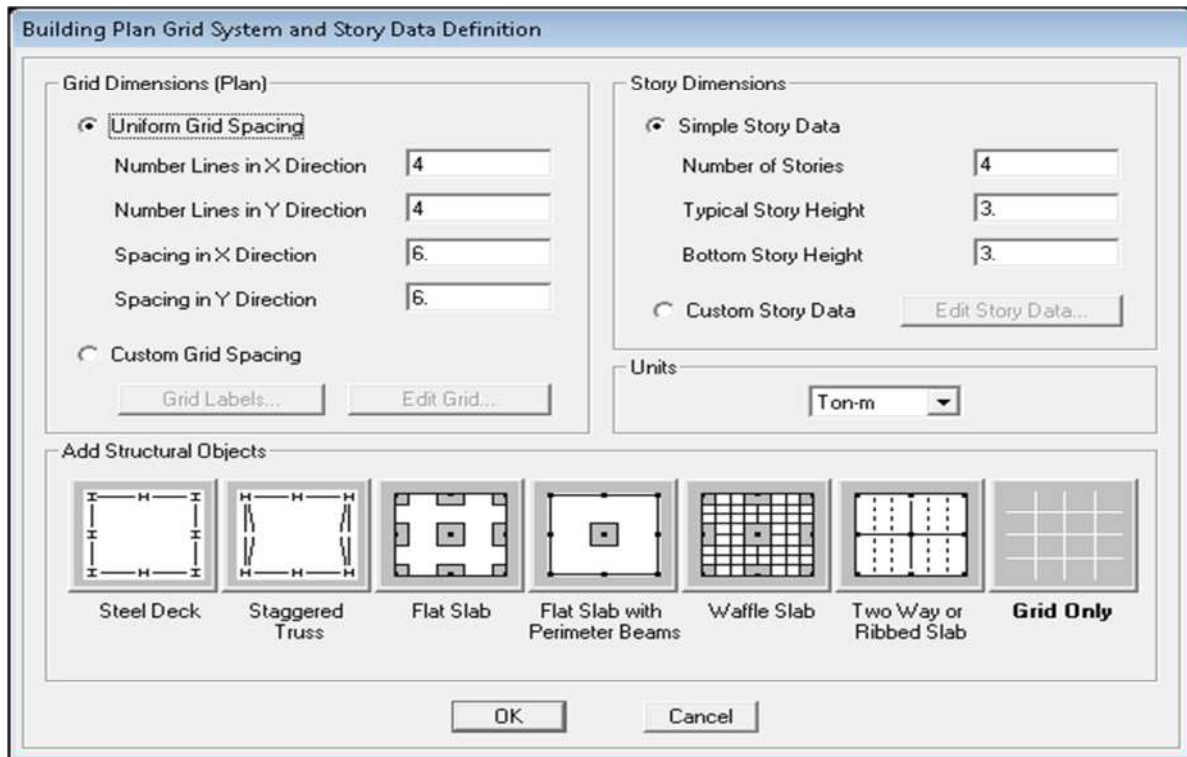 Building Plan Grid System and Story Data Definition
Grid Dimensions (Plan)
Uniform Grid Spacing
Number Lines in X Direction 4
Number Lines in Y Direction 4
Spacing in X Direction 6.
Spacing in Y Direction 6.
Custom Grid Spacing
Grid Labels... Edit Grid...
Story Dimensions
Simple Story Data
Number of Stories 4
Typical Story Height 3.
Bottom Story Height 3.
Custom Story Data Edit Story Data...
Units
Ton-m
Add Structural Objects
Steel Deck
Staggered
Truss
Flat Slab
Flat Slab with
Perimeter Beams
Waffle Slab
Two Way or
Ribbed Slab
Grid Only
OK Cancel